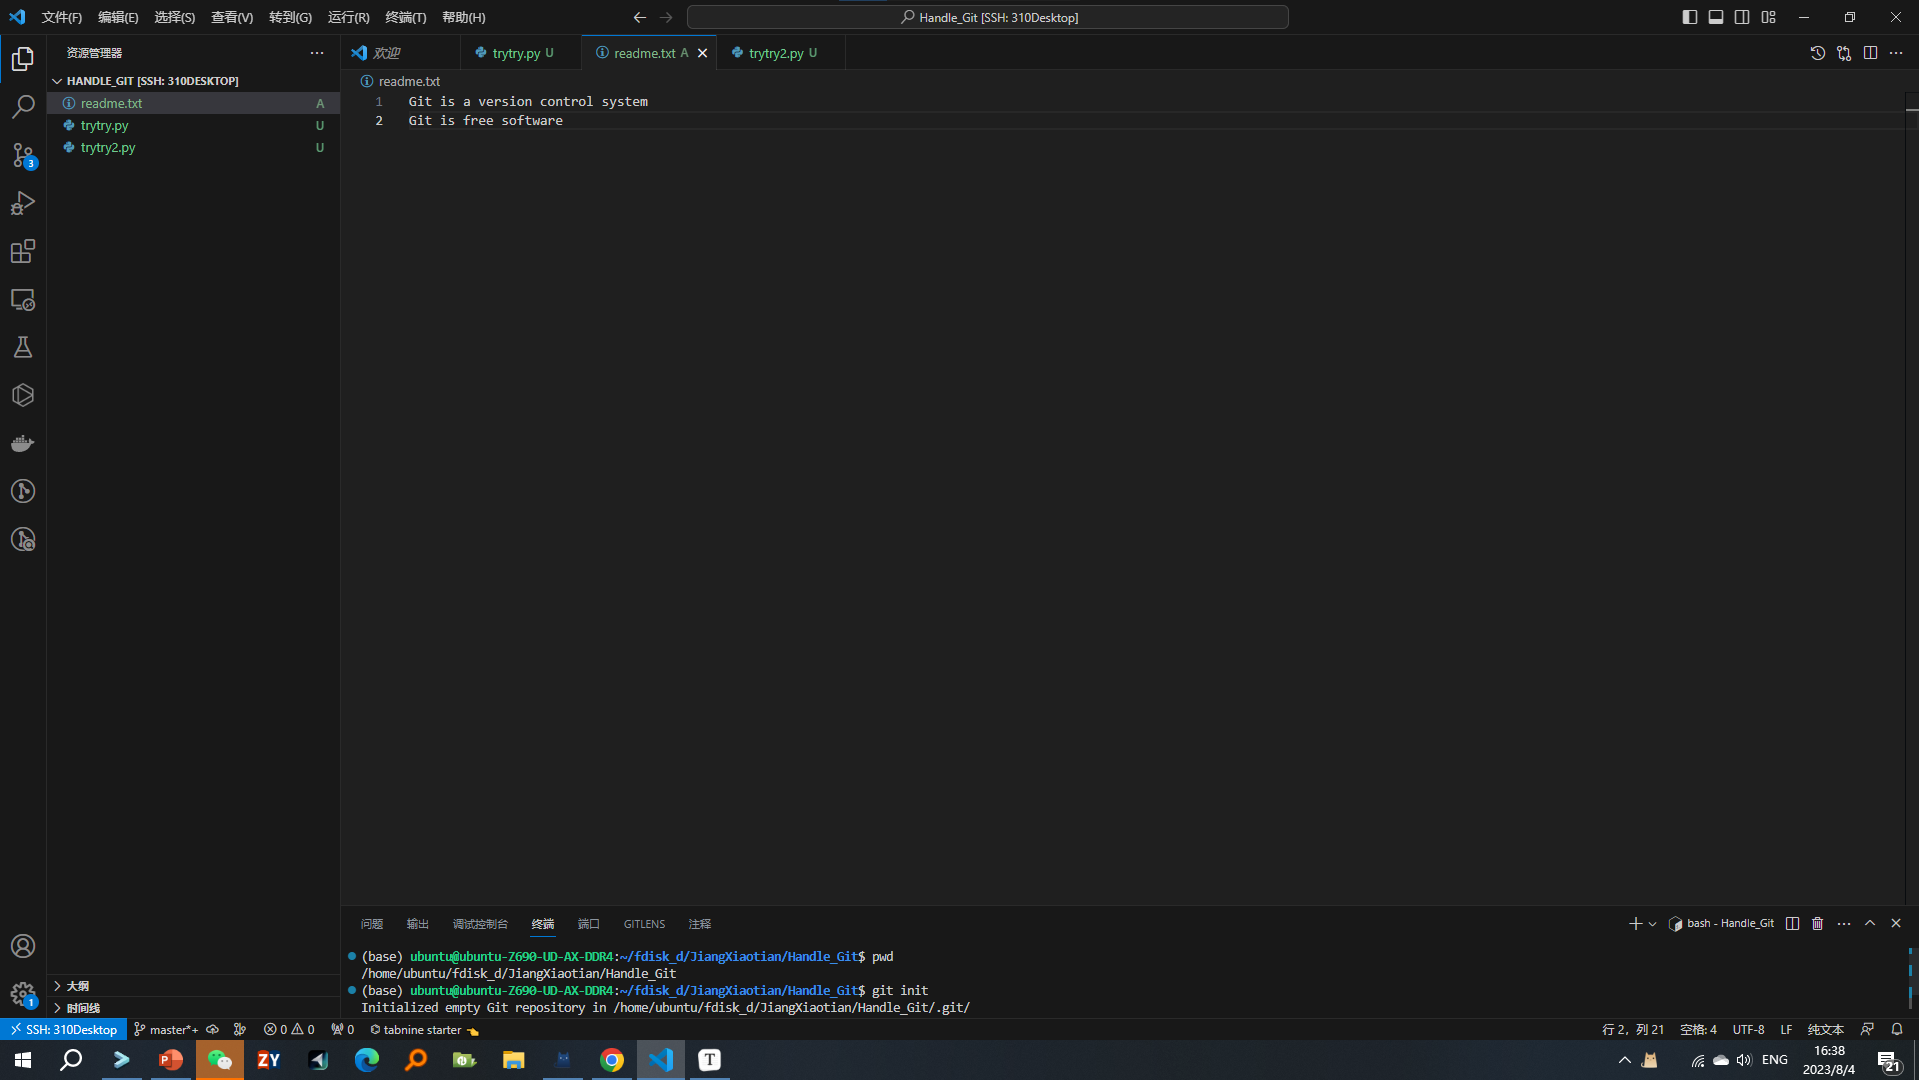 文件(F) 编辑(E) 选择(S) 查看(V) 转到(G) 运行(R) 终端(T) 帮助(H) Handle_Git [SSH: 310Desktop]
资源管理器
欢迎 trytry.py U readme.txt A trytry2.py U
HANDLE_GIT [SSH: 310DESKTOP]
readme.txt A
trytry.py U
trytry2.py U
readme.txt
1 Git is a version control system
2 Git is free software
3
大纲
时间线
1
问题 输出 调试控制台 终端 端口 GITLENS 注释 bash - Handle_Git
(base) ubuntu@ubuntu-Z690-UD-AX-DDR4:~/fdisk_d/JiangXiaotian/Handle_Git$ pwd
/home/ubuntu/fdisk_d/JiangXiaotian/Handle_Git
(base) ubuntu@ubuntu-Z690-UD-AX-DDR4:~/fdisk_d/JiangXiaotian/Handle_Git$ git init
Initialized empty Git repository in /home/ubuntu/fdisk_d/JiangXiaotian/Handle_Git/.git/
SSH: 310Desktop master*+ 0 0 0 tabnine starter 行 2，列 21 空格: 4 UTF-8 LF 纯文本
P ZY T ENG 16:38
2023/8/4 21